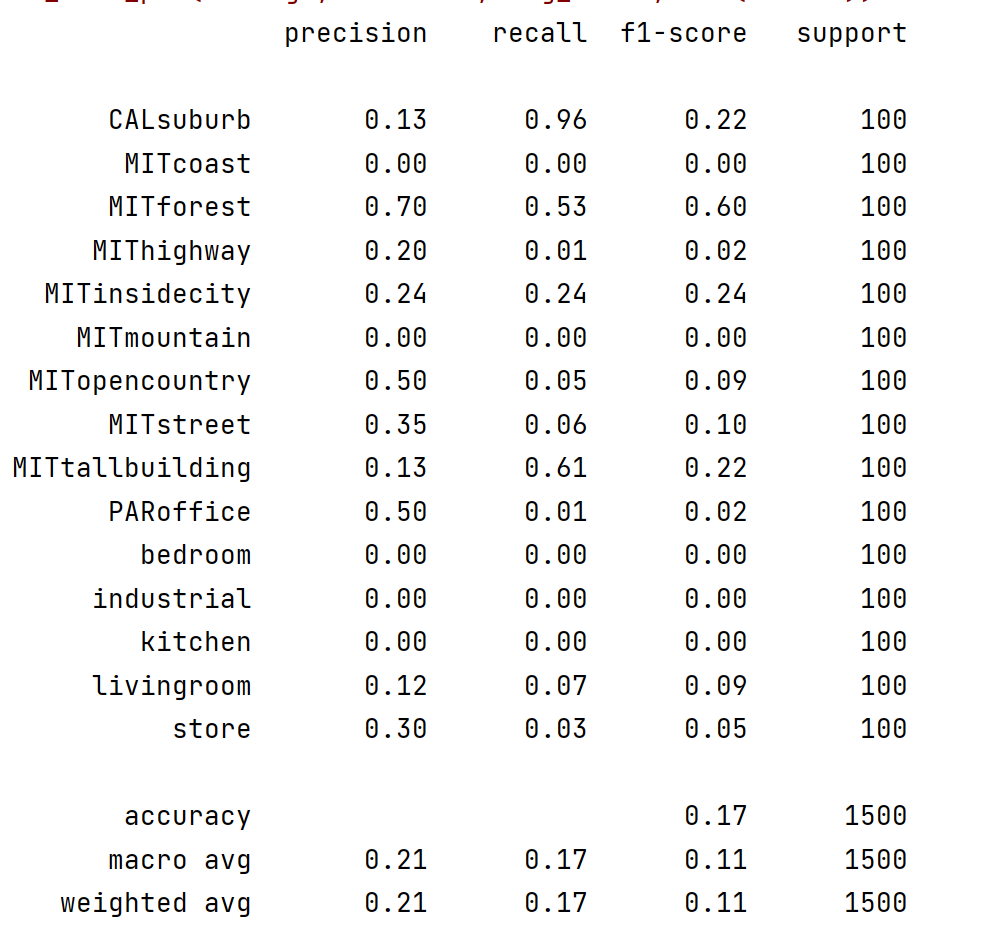 precision recall f1-score support
CALsuburb 0.13 0.96 0.22 100
MITcoast 0.00 0.00 0.00 100
MITforest 0.70 0.53 0.60 100
MIThighway 0.20 0.01 0.02 100
MITinsidecity 0.24 0.24 0.24 100
MITmountain 0.00 0.00 0.00 100
MITopencountry 0.50 0.05 0.09 100
MITstreet 0.35 0.06 0.10 100
MITtallbuilding 0.13 0.61 0.22 100
PARoffice 0.50 0.01 0.02 100
bedroom 0.00 0.00 0.00 100
industrial 0.00 0.00 0.00 100
kitchen 0.00 0.00 0.00 100
livingroom 0.12 0.07 0.09 100
store 0.30 0.03 0.05 100
accuracy 0.17 1500
macro avg 0.21 0.17 0.11 1500
weighted avg 0.21 0.17 0.11 1500